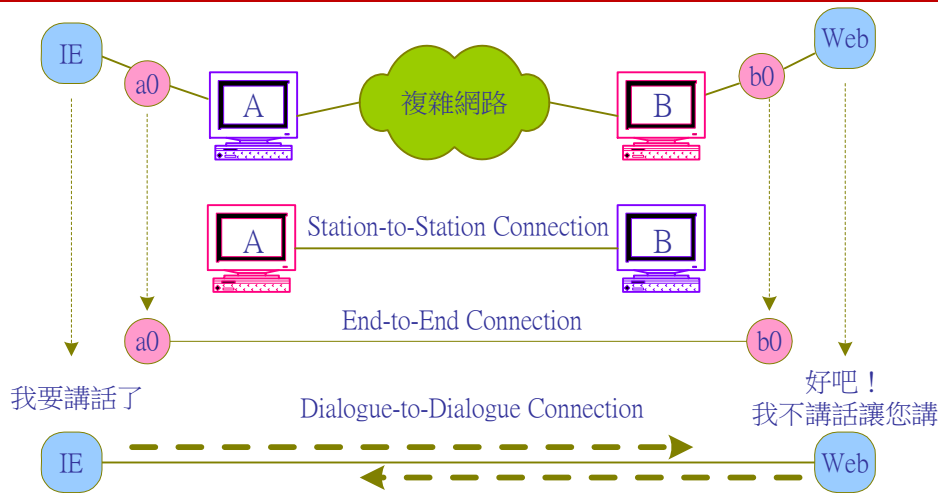 IE
Web
a0
b0
A
複雜網路
B
Station-to-Station Connection
A
B
End-to-End Connection
a0
b0
我要講話了
好吧！
我不講話讓您講
Dialogue-to-Dialogue Connection
IE
Web